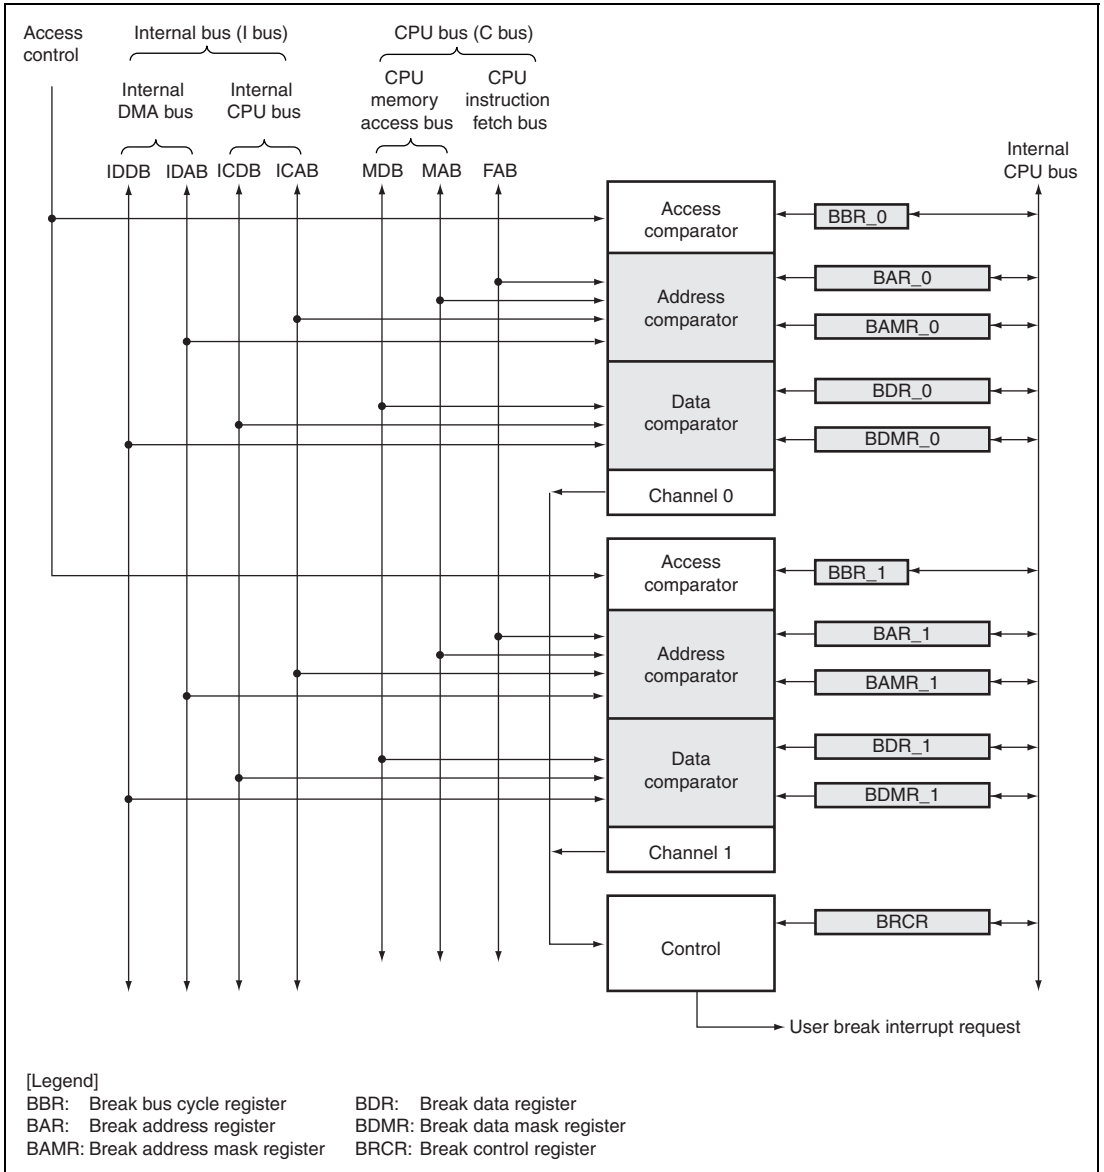 Access
control
Internal bus (I bus)
CPU bus (C bus)
Internal
DMA bus
Internal
CPU bus
CPU
memory
access bus
CPU
instruction
fetch bus
IDDB IDAB ICDB ICAB MDB MAB FAB
Internal
CPU bus
Access
comparator
BBR_0
Address
comparator
BAR_0
BAMR_0
Data
comparator
BDR_0
BDMR_0
Channel 0
Access
comparator
BBR_1
Address
comparator
BAR_1
BAMR_1
Data
comparator
BDR_1
BDMR_1
Channel 1
Control
BRCR
User break interrupt request
[Legend]
BBR: Break bus cycle register
BAR: Break address register
BAMR: Break address mask register
BDR: Break data register
BDMR: Break data mask register
BRCR: Break control register